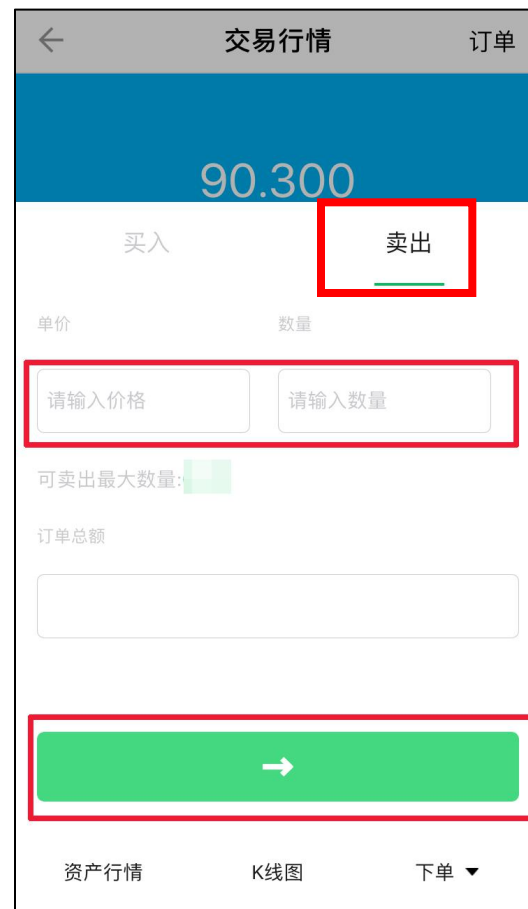 交易行情 订单
90.300
买入 卖出
单价 数量
请输入价格 请输入数量
可卖出最大数量:
订单总额
资产行情 K线图 下单